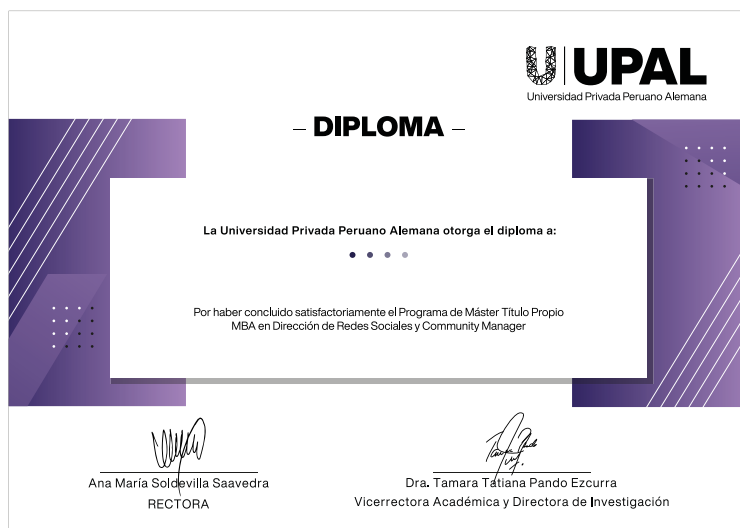 UPAL
Universidad Privada Peruano Alemana
– DIPLOMA –
La Universidad Privada Peruano Alemana otorga el diploma a:
Por haber concluido satisfactoriamente el Programa de Máster Título Propio
MBA en Dirección de Redes Sociales y Community Manager
Ana María Soldevilla Saavedra
RECTORA
Dra. Tamara Tatiana Pando Ezcurra
Vicerrectora Académica y Directora de Investigación